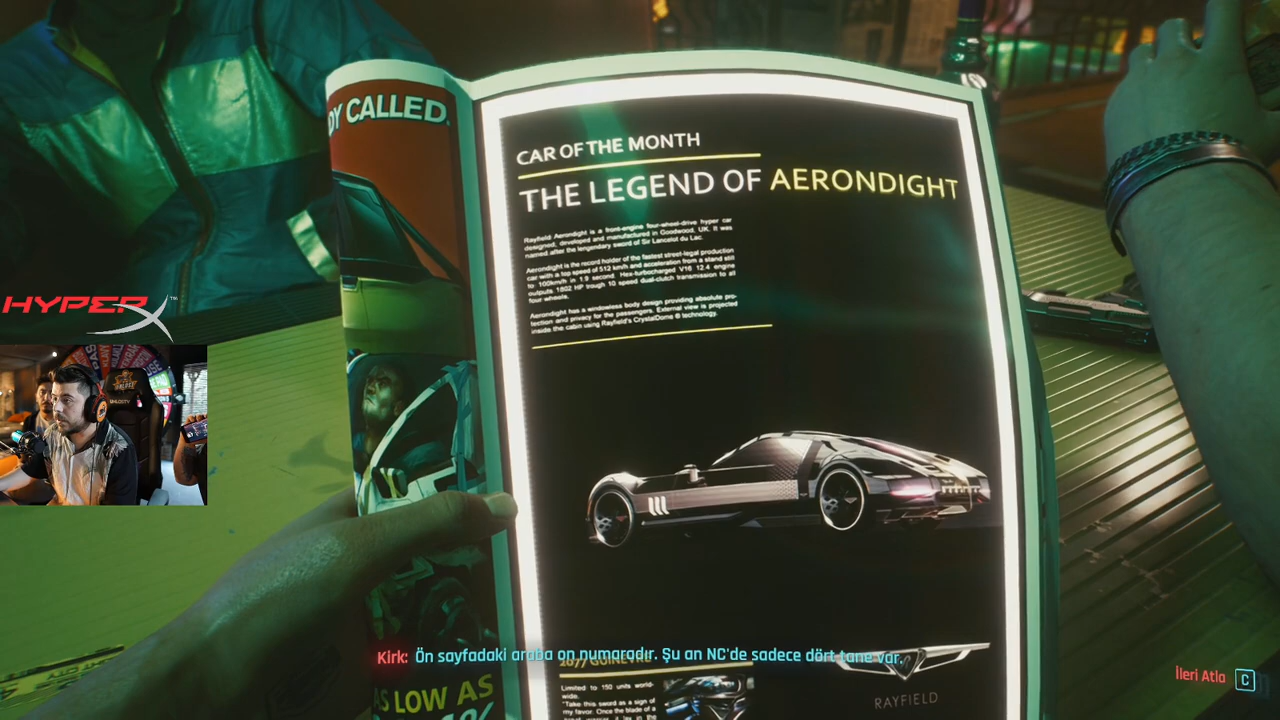 DY CALLED.
CAR OF THE MONTH
THE LEGEND OF AERONDIGHT
Rayfield Aerondight is a front-engine four-wheel-drive hyper car
designed, developed and manufactured in Goodwood, UK. It was
named after the legendary sword of Sir Lancelot du Lac.
Aerondight is the record holder of the fastest street-legal production
car with a top speed of 512 km/h and acceleration from a stand still
to 100km/h in 1.9 second. Hex-turbocharged V16 12.4 engine
outputs 1802 HP trough 10 speed dual-clutch transmission to all
four wheels.
Aerondight has a windowless body design providing absolute pro-
tection and privacy for the passengers. External view is projected
inside the cabin using Rayfield's CrystalDome ® technology.
HYPERX™
Kirk: Ön sayfadaki araba on numaradır. Şu an NC'de sadece dört tane var.
2077 GUINEVRE
Limited to 150 units world-
wide.
"Take this sword as a sign of
my favor. Once the blade of a
AS LOW AS
RAYFIELD
İleri Atla C